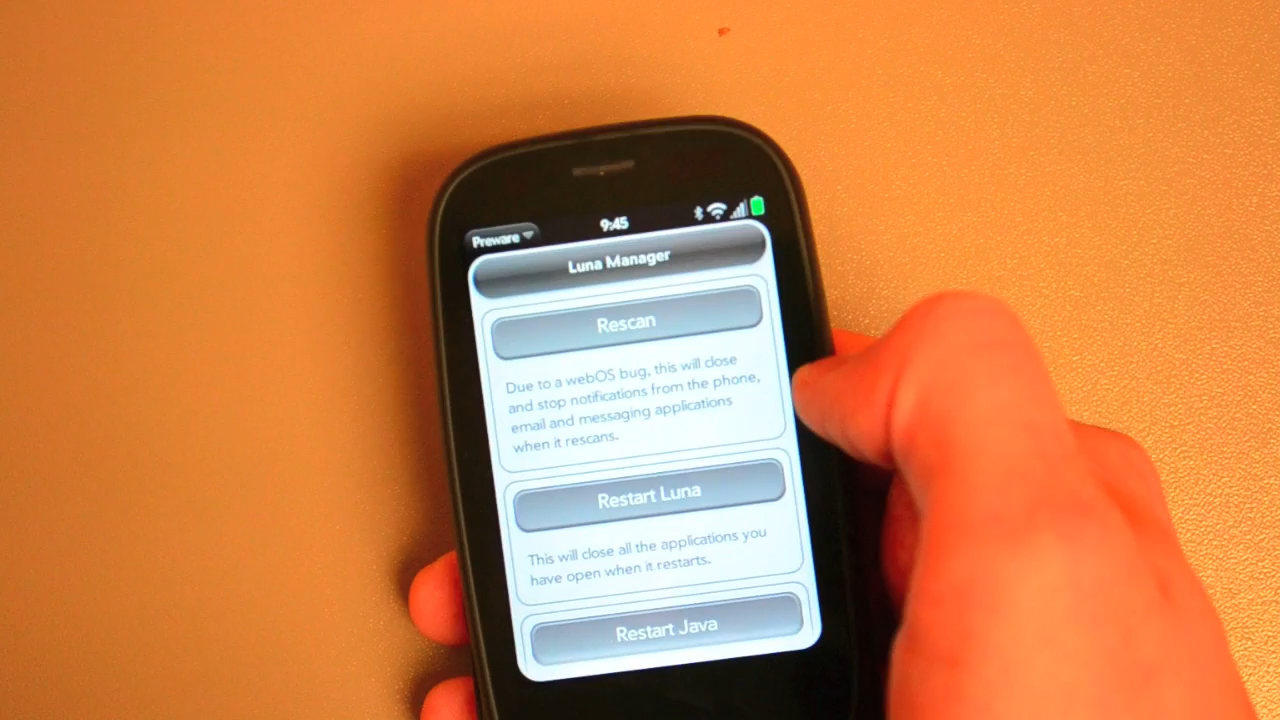 Preware
9:45
Luna Manager
Rescan
Due to a webOS bug, this will close
and stop notifications from the phone,
email and messaging applications
when it rescans.
Restart Luna
This will close all the applications you
have open when it restarts.
Restart Java